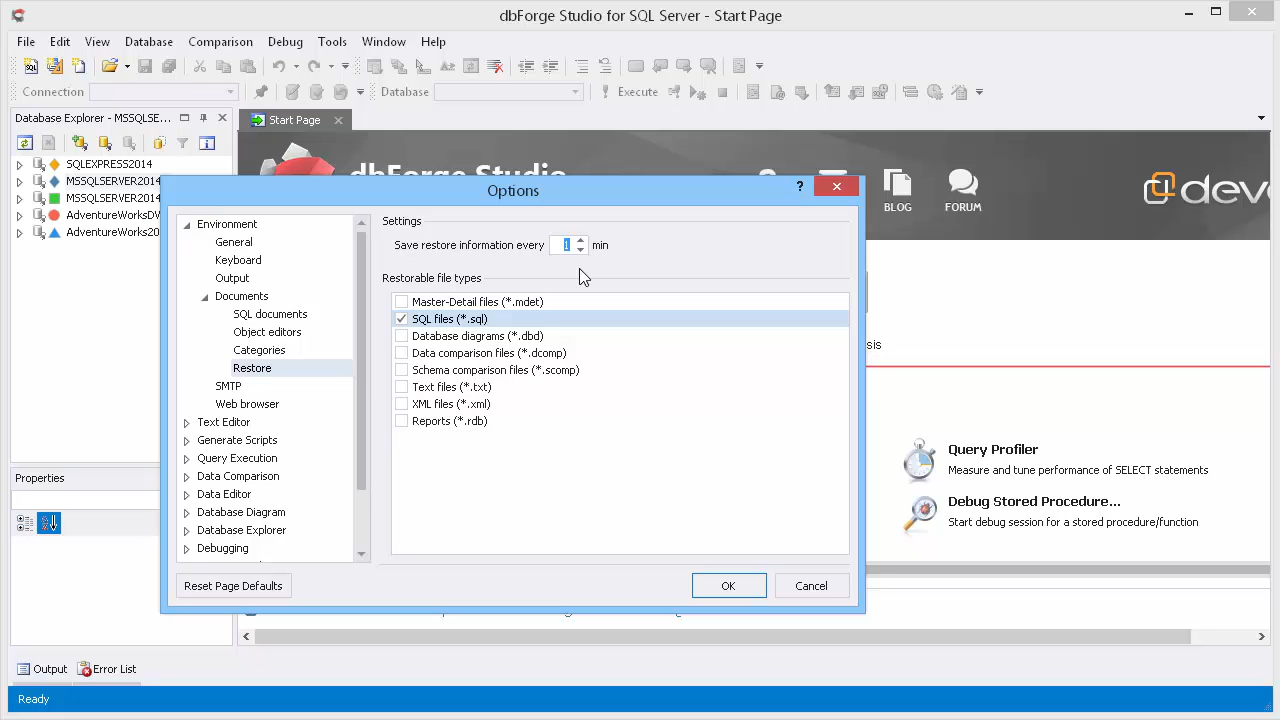 dbForge Studio for SQL Server - Start Page
File Edit View Database Comparison Debug Tools Window Help
Connection Database Execute
Database Explorer - MSSQLSE...
Start Page
SQLEXPRESS2014
MSSQLSERVER2014
MSSQLSERVER2014
AdventureWorksDW
AdventureWorks20
dbForge Studio
BLOG
FORUM
deve
Options
?
Environment
General
Keyboard
Output
Documents
SQL documents
Object editors
Categories
Restore
SMTP
Web browser
Text Editor
Generate Scripts
Query Execution
Data Comparison
Data Editor
Database Diagram
Database Explorer
Debugging
Settings
Save restore information every 1 min
Restorable file types
Master-Detail files (*.mdet)
SQL files (*.sql)
Database diagrams (*.dbd)
Data comparison files (*.dcomp)
Schema comparison files (*.scomp)
Text files (*.txt)
XML files (*.xml)
Reports (*.rdb)
Reset Page Defaults
OK
Cancel
sis
Query Profiler
Measure and tune performance of SELECT statements
Debug Stored Procedure...
Start debug session for a stored procedure/function
Properties
Output
Error List
Ready